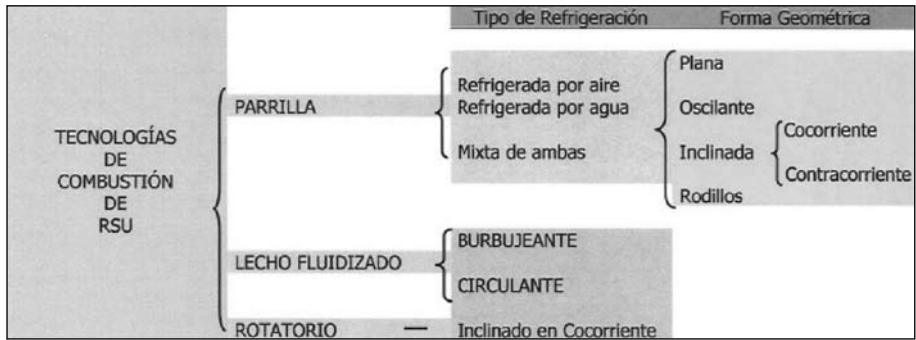 Tipo de Refrigeración
Forma Geométrica
TECNOLOGÍAS
DE
COMBUSTIÓN
DE
RSU
PARRILLA
Refrigerada por aire
Refrigerada por agua
Mixta de ambas
Plana
Oscilante
Inclinada
Cocorriente
Contracorriente
Rodillos
LECHO FLUIDIZADO
BURBUJEANTE
CIRCULANTE
ROTATORIO — Inclinado en Cocorriente